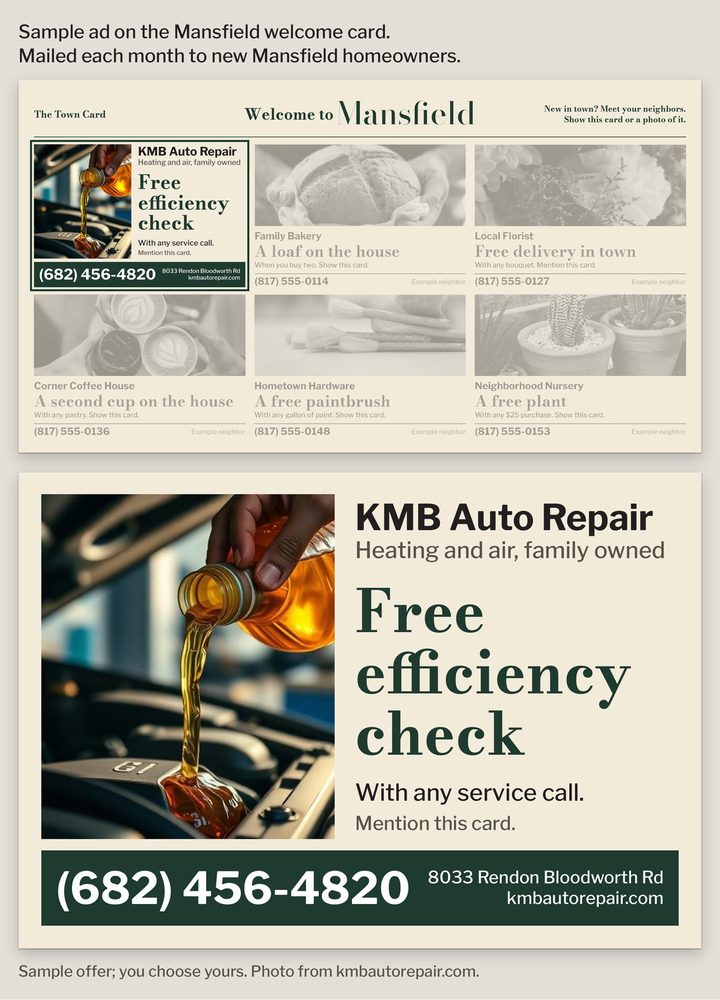 Sample ad on the Mansfield welcome card.
Mailed each month to new Mansfield homeowners.
The Town Card
Welcome to Mansfield
New in town? Meet your neighbors.
Show this card or a photo of it.
KMB Auto Repair
Heating and air, family owned
Free
efficiency
check
With any service call.
Mention this card.
(682) 456-4820
8033 Rendon Bloodworth Rd
kmbautorepair.com
Family Bakery
A loaf on the house
When you buy two. Show this card.
(817) 555-0114
Example neighbor
Local Florist
Free delivery in town
With any bouquet. Mention this card.
(817) 555-0127
Example neighbor
Corner Coffee House
A second cup on the house
With any pastry. Show this card.
(817) 555-0136
Example neighbor
Hometown Hardware
A free paintbrush
With any gallon of paint. Show this card.
(817) 555-0148
Example neighbor
Neighborhood Nursery
A free plant
With any $25 purchase. Show this card.
(817) 555-0153
Example neighbor
KMB Auto Repair
Heating and air, family owned
Free
efficiency
check
With any service call.
Mention this card.
(682) 456-4820
8033 Rendon Bloodworth Rd
kmbautorepair.com
Sample offer; you choose yours. Photo from kmbautorepair.com.